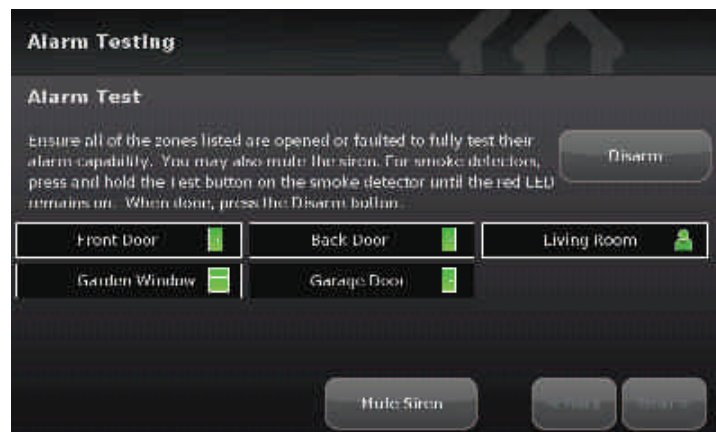 Alarm Testing
Alarm Test
Ensure all of the zones listed are opened or faulted to fully test their
alarm capability. You may also mute the siren. For smoke detectors,
press and hold the Test button on the smoke detector until the red LED
remains on. When done, press the Disarm button.
Disarm
Front Door
Back Door
Living Room
Garden Window
Garage Door
Mute Siren